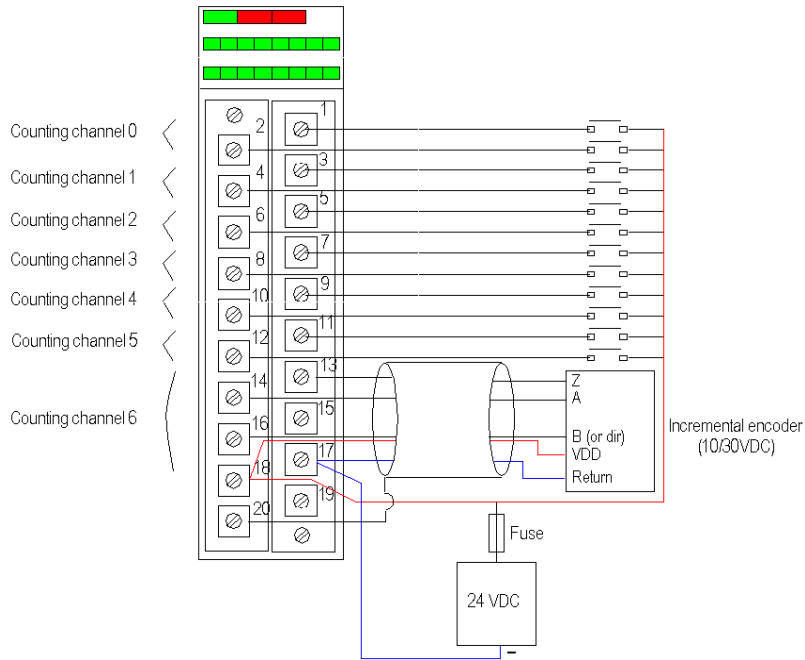 Counting channel 0
Counting channel 1
Counting channel 2
Counting channel 3
Counting channel 4
Counting channel 5
Counting channel 6
1
2
3
4
5
6
7
8
9
10
11
12
13
14
15
16
17
18
19
20
Z
A
B (or dir)
VDD
Return
Incremental encoder
(10/30VDC)
Fuse
24 VDC
-